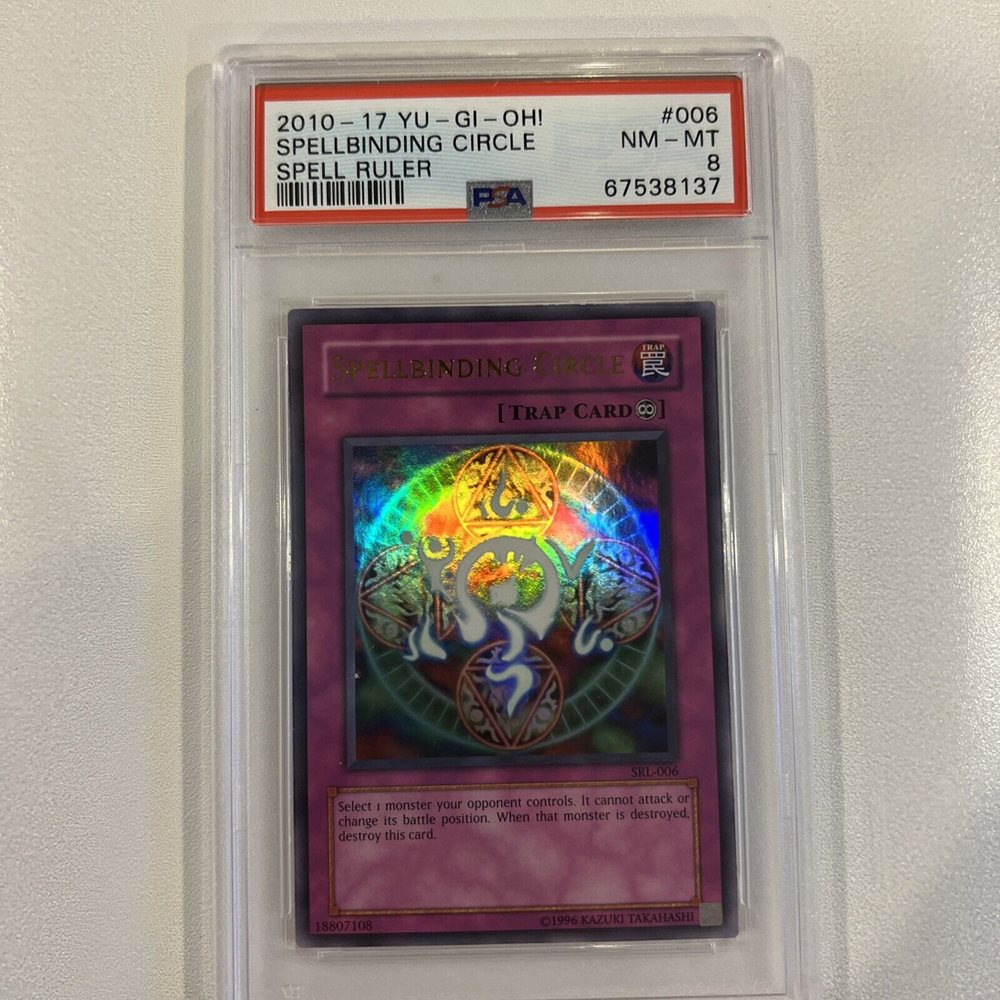 2010-17 YU-GI-OH! #006
SPELLBINDING CIRCLE NM-MT
SPELL RULER 8
PSA 67538137
SPELLBINDING CIRCLE
TRAP
罠
[TRAP CARD]
SRL-006
Select 1 monster your opponent controls. It cannot attack or
change its battle position. When that monster is destroyed,
destroy this card.
18807108 ©1996 KAZUKI TAKAHASHI